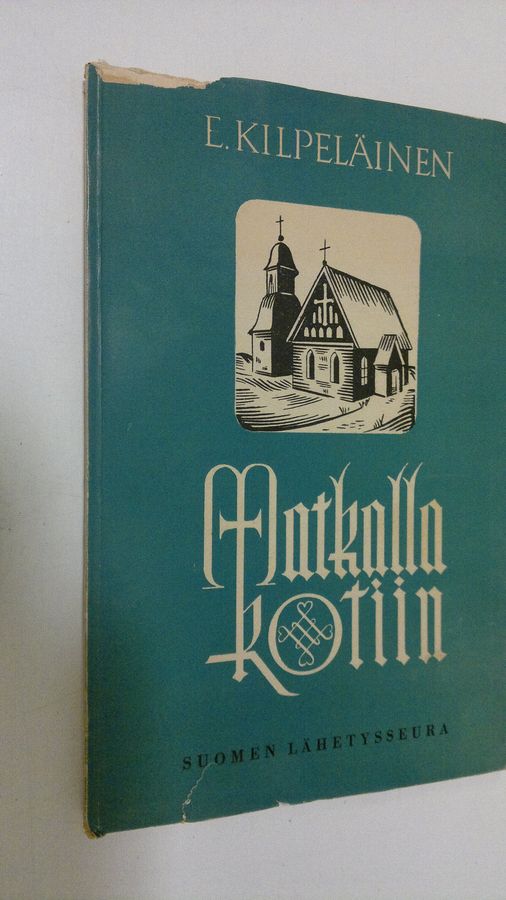 E. KILPELÄINEN
Matkalla
kotiin
SUOMEN LÄHETYSSEURA